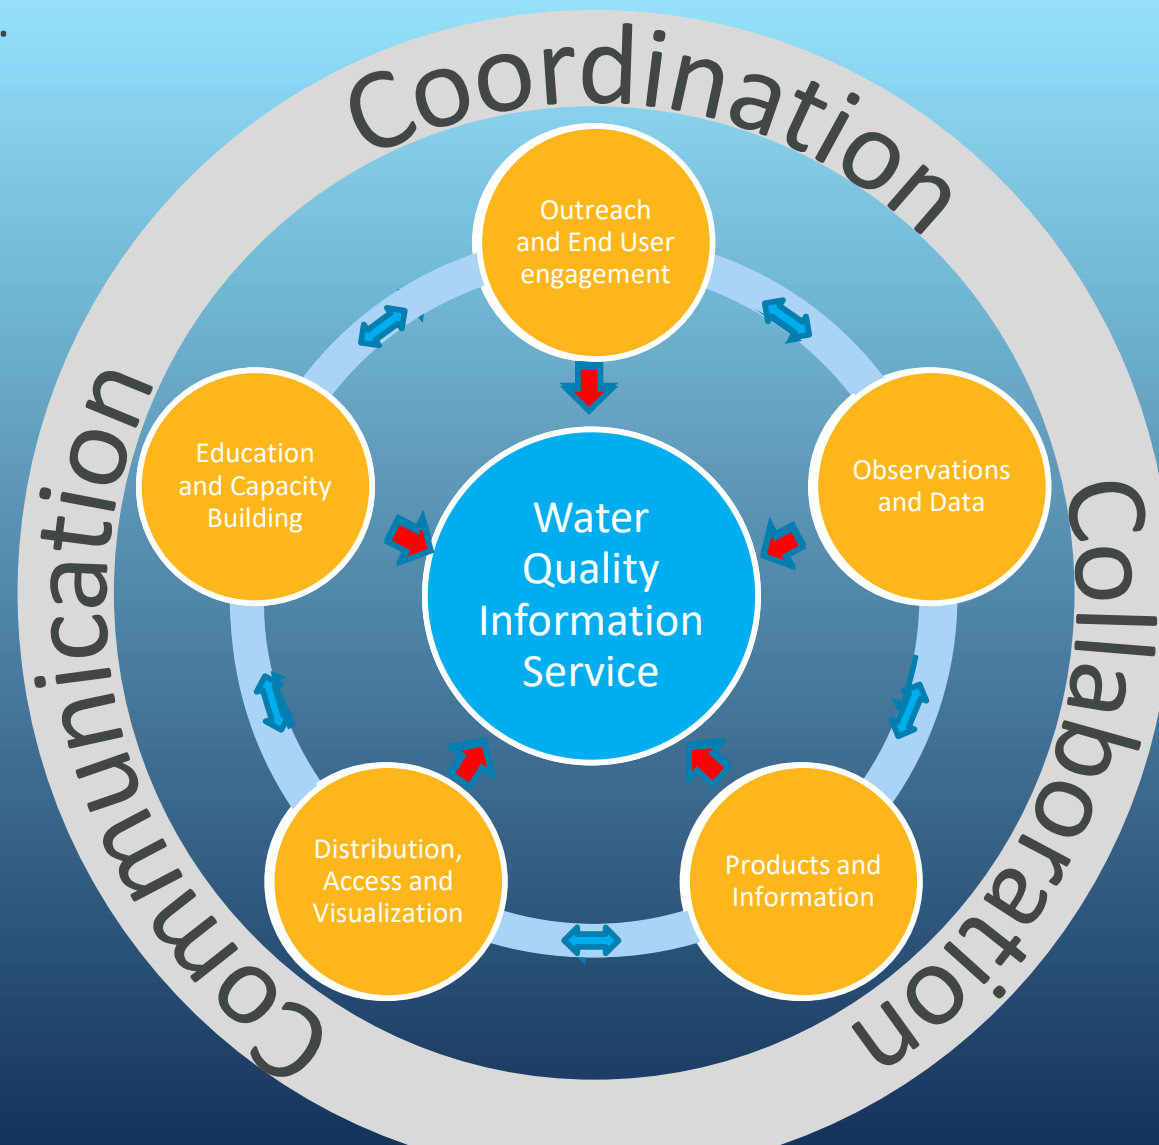 Coordination
Outreach
and End User
engagement
Education
and Capacity
Building
Observations
and Data
Water
Quality
Information
Service
Distribution,
Access and
Visualization
Products and
Information
Communication
Collaboration